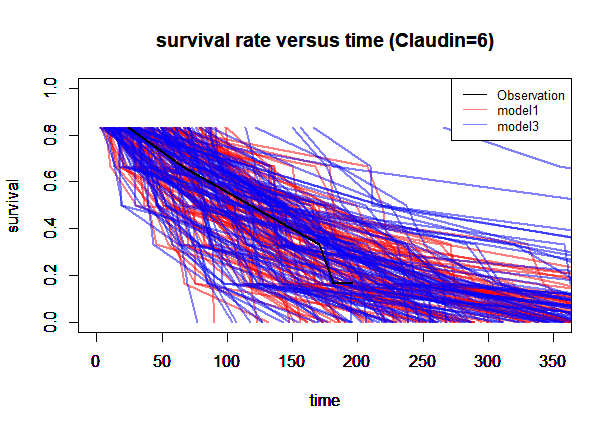 survival rate versus time (Claudin=6)
Observation
model1
model3
survival
1.0
0.8
0.6
0.4
0.2
0.0
0 50 100 150 200 250 300 350
time